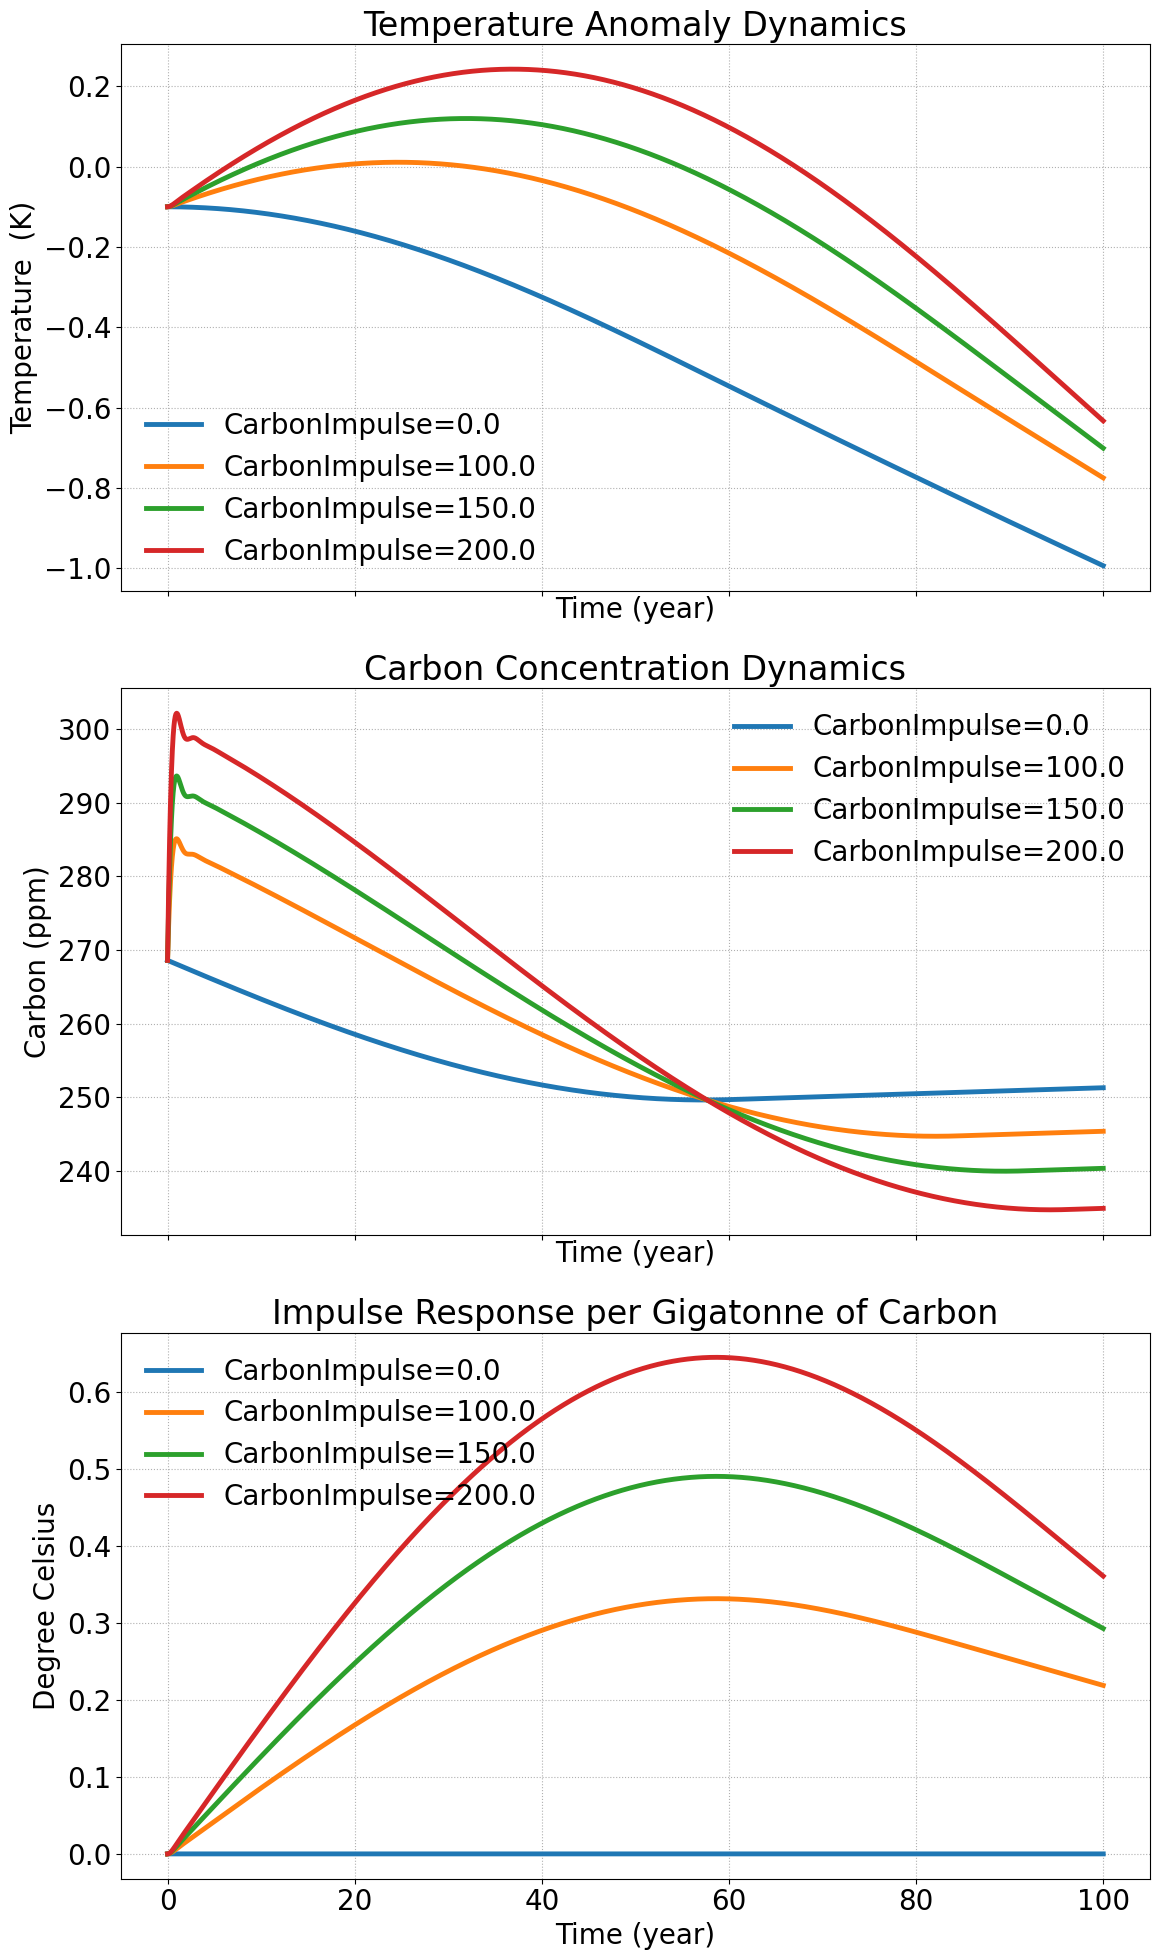 Temperature Anomaly Dynamics
Temperature  (K)
0.2
0.0
−0.2
−0.4
−0.6
−0.8
−1.0
CarbonImpulse=0.0
CarbonImpulse=100.0
CarbonImpulse=150.0
CarbonImpulse=200.0
Time (year)
Carbon Concentration Dynamics
Carbon (ppm)
300
290
280
270
260
250
240
CarbonImpulse=0.0
CarbonImpulse=100.0
CarbonImpulse=150.0
CarbonImpulse=200.0
Time (year)
Impulse Response per Gigatonne of Carbon
Degree Celsius
0.6
0.5
0.4
0.3
0.2
0.1
0.0
CarbonImpulse=0.0
CarbonImpulse=100.0
CarbonImpulse=150.0
CarbonImpulse=200.0
0 20 40 60 80 100
Time (year)